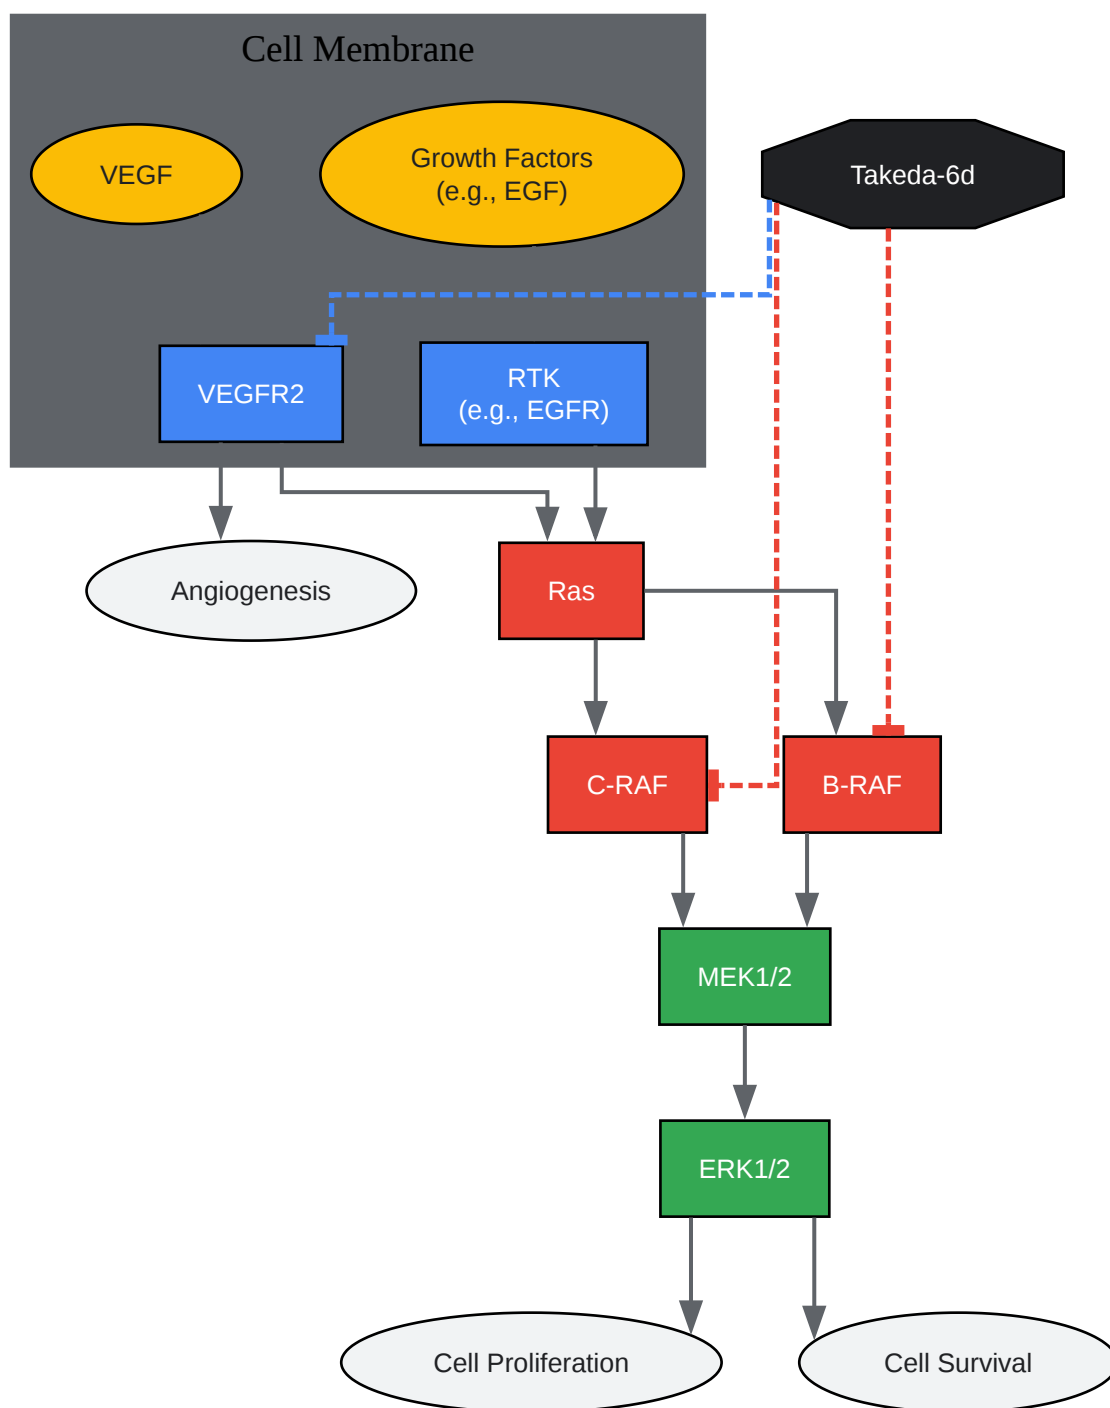 Cell Membrane
VEGF
Growth Factors
(e.g., EGF)
Takeda-6d
VEGFR2
RTK
(e.g., EGFR)
Angiogenesis
Ras
C-RAF
B-RAF
MEK1/2
ERK1/2
Cell Proliferation
Cell Survival